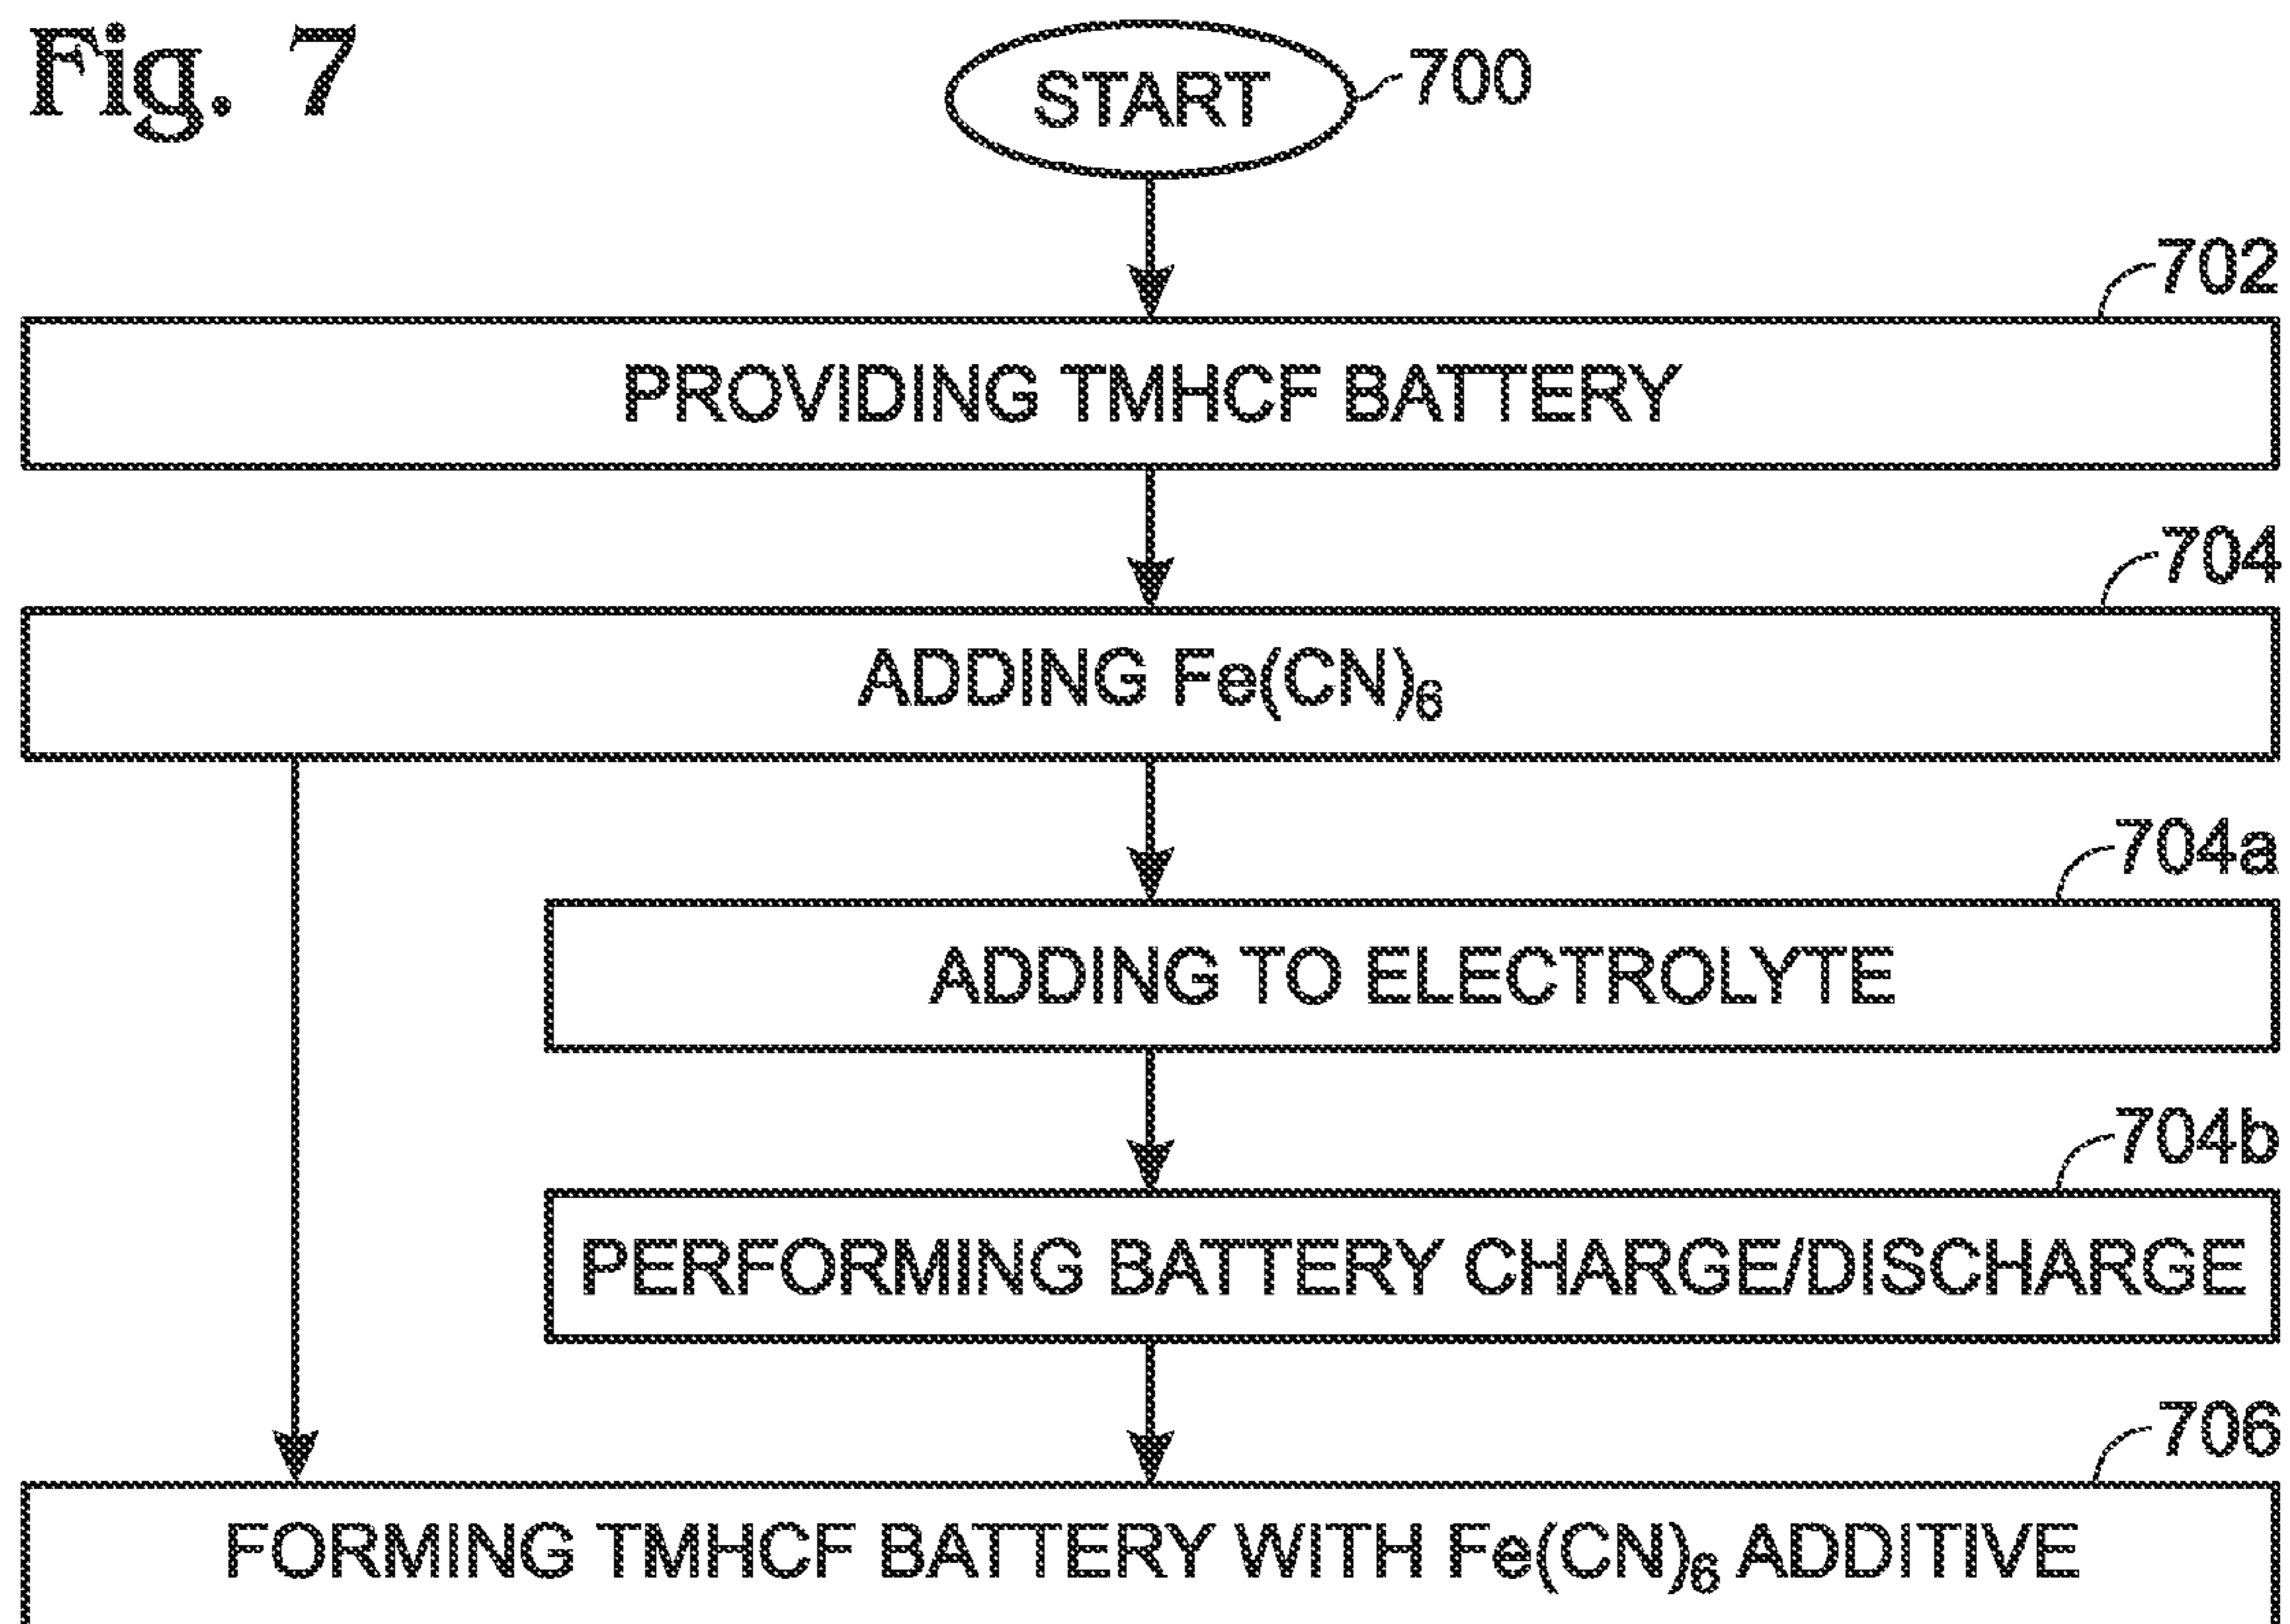 Fig. 7
START
700
702
PROVIDING TMHCF BATTERY
704
ADDING Fe(CN)₆
704a
ADDING TO ELECTROLYTE
704b
PERFORMING BATTERY CHARGE/DISCHARGE
706
FORMING TMHCF BATTERY WITH Fe(CN)₆ ADDITIVE